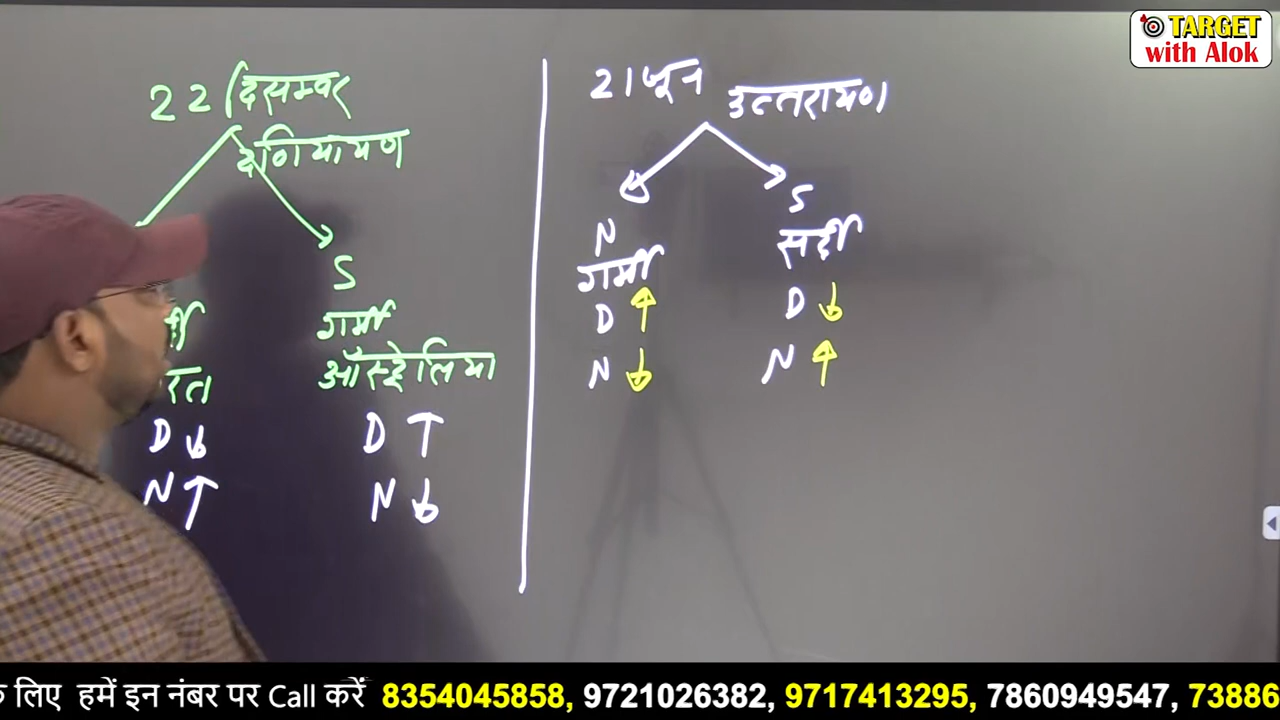 TARGET
with Alok
22 दिसम्बर
दक्षिणायण
S
गर्मी
ऑस्ट्रेलिया
D ↓
N ↑
D ↑
N ↓
21 जून
उत्तरायण
N
गर्मी
D ↑
N ↓
S
सर्दी
D ↓
N ↑
लिए हमें इन नंबर पर Call करें 8354045858, 9721026382, 9717413295, 7860949547, 73886